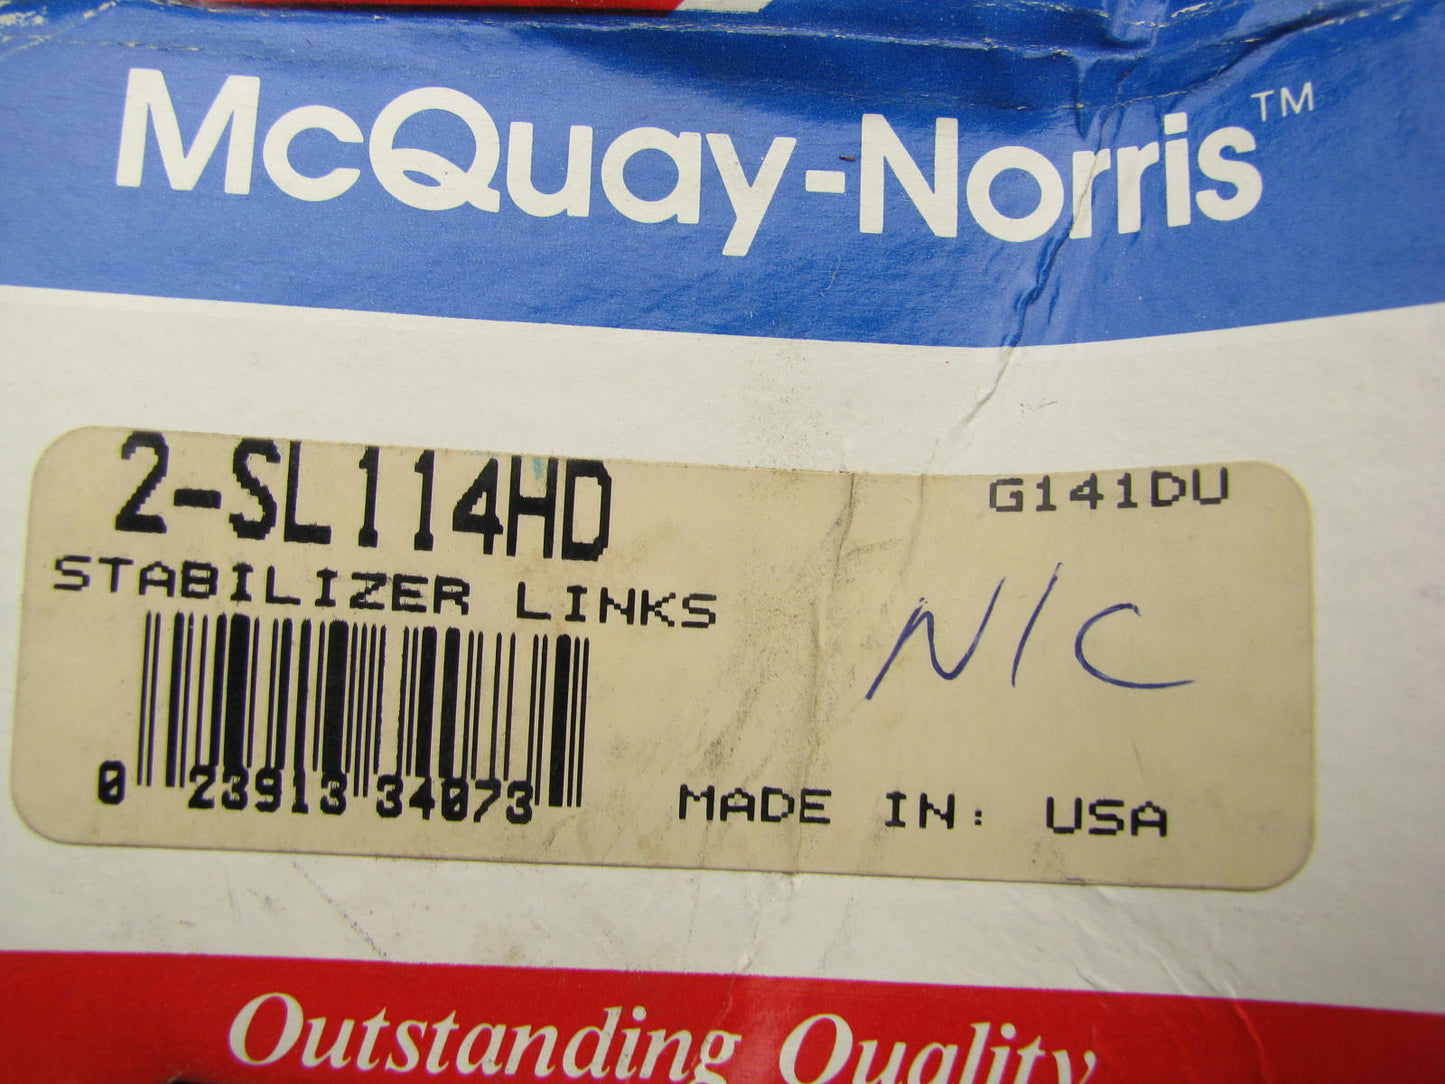 McQuay-Norris™
2-SL114HD
G141DU
STABILIZER LINKS
N/C
0 23913 34073
MADE IN: USA
Outstanding Quality